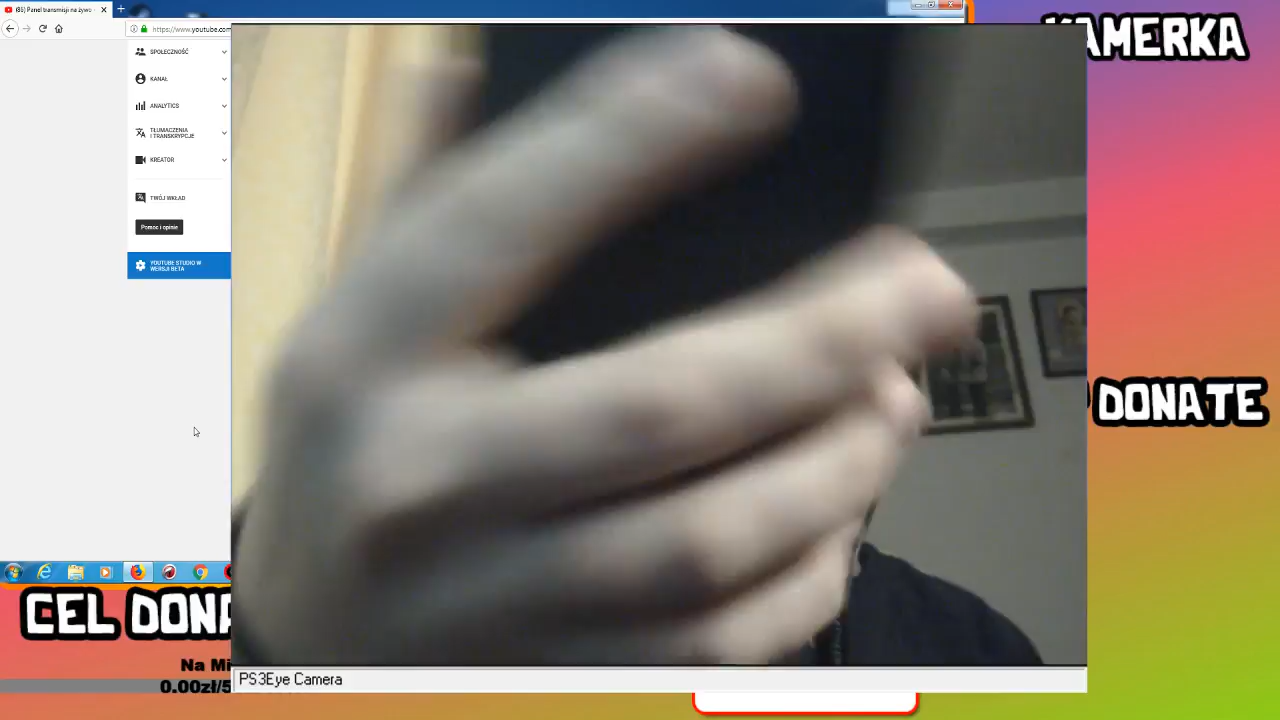 (85) Panel transmisji na żywo
https://www.youtube.com
KAMERKA
SPOŁECZNOŚĆ
KANAŁ
ANALYTICS
TŁUMACZENIA
I TRANSKRYPCJE
KREATOR
TWÓJ WKŁAD
Pomoc i opinie
YOUTUBE STUDIO W
WERSJI BETA
DONATE
CEL DONA
Na Mi
0.00zł/5
PS3Eye Camera